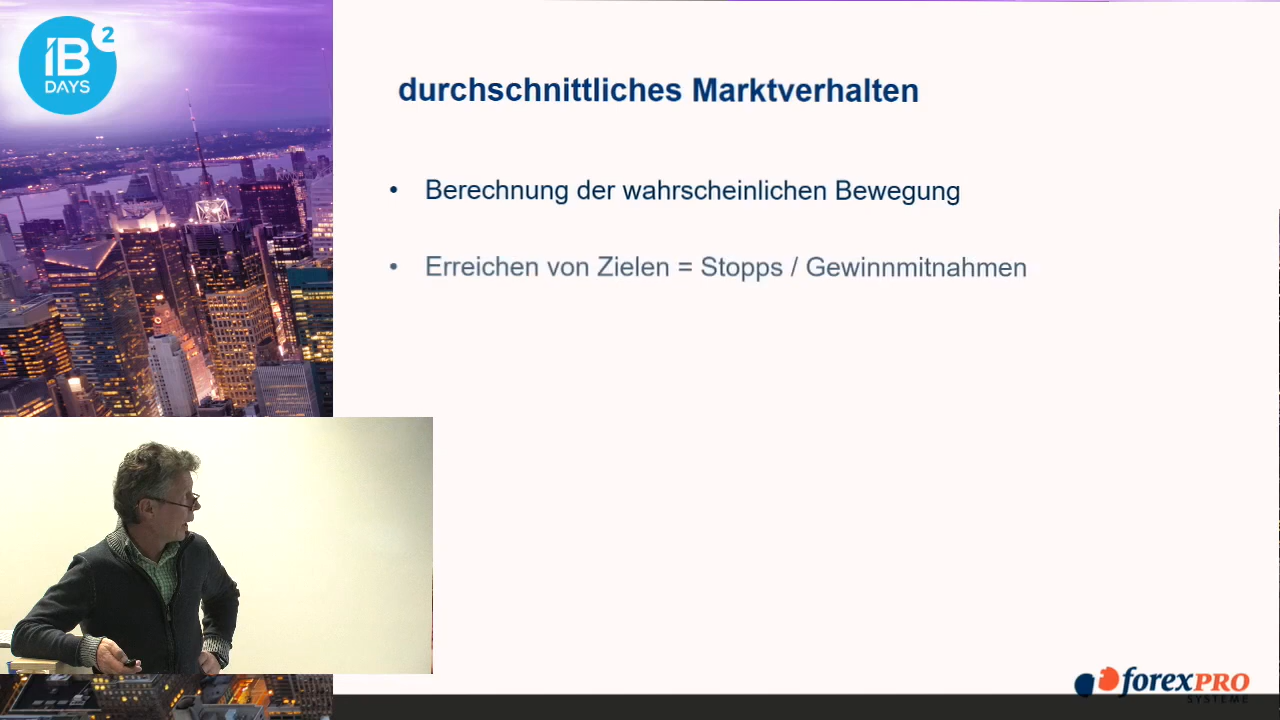 IB 2
DAYS
durchschnittliches Marktverhalten
• Berechnung der wahrscheinlichen Bewegung
• Erreichen von Zielen = Stopps / Gewinnmitnahmen
forexPRO
SYSTEME